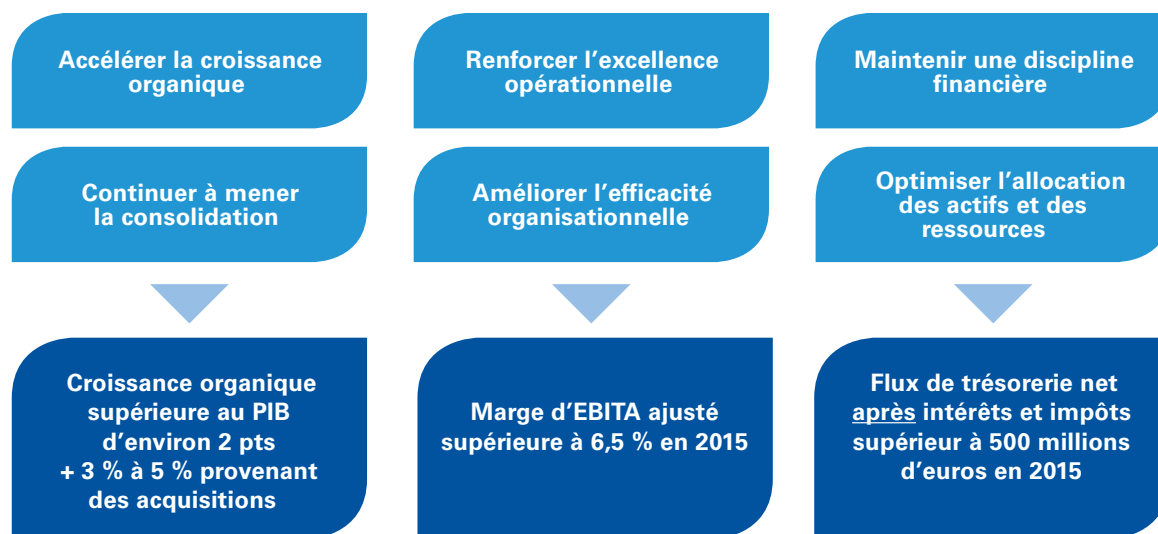 Accélérer la croissance
organique
Renforcer l'excellence
opérationnelle
Maintenir une discipline
financière
Continuer à mener
la consolidation
Améliorer l'efficacité
organisationnelle
Optimiser l'allocation
des actifs et des
ressources
Croissance organique
supérieure au PIB
d'environ 2 pts
+ 3 % à 5 % provenant
des acquisitions
Marge d'EBITA ajusté
supérieure à 6,5 % en 2015
Flux de trésorerie net
après intérêts et impôts
supérieur à 500 millions
d'euros en 2015